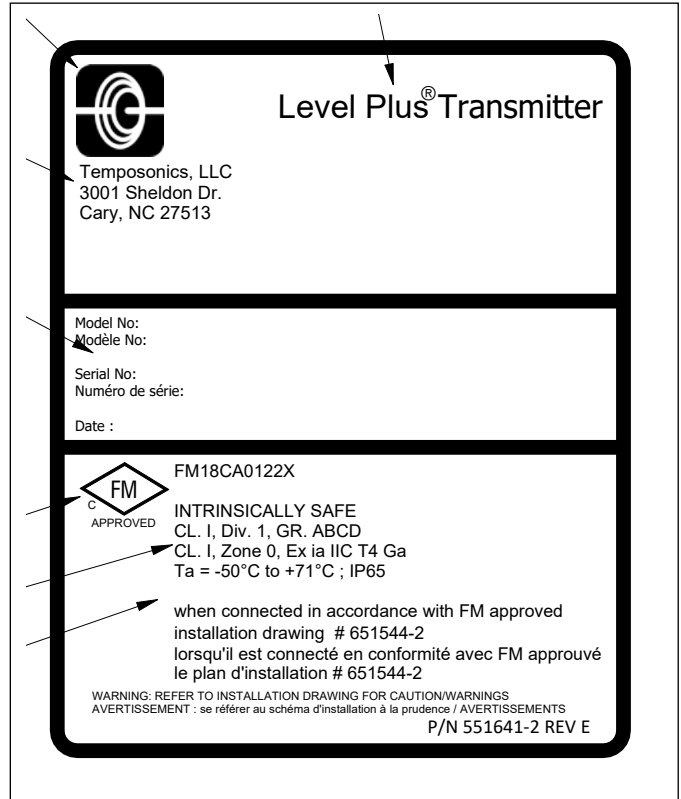 Level Plus® Transmitter
Temposonics, LLC
3001 Sheldon Dr.
Cary, NC 27513
Model No:
Modèle No:
Serial No:
Numéro de série:
Date :
FM
C
APPROVED
FM18CA0122X
INTRINSICALLY SAFE
CL. I, Div. 1, GR. ABCD
CL. I, Zone 0, Ex ia IIC T4 Ga
Ta = -50°C to +71°C ; IP65
when connected in accordance with FM approved
installation drawing # 651544-2
lorsqu'il est connecté en conformité avec FM approuvé
le plan d'installation # 651544-2
WARNING: REFER TO INSTALLATION DRAWING FOR CAUTION/WARNINGS
AVERTISSEMENT : se référer au schéma d'installation à la prudence / AVERTISSEMENTS
P/N 551641-2 REV E